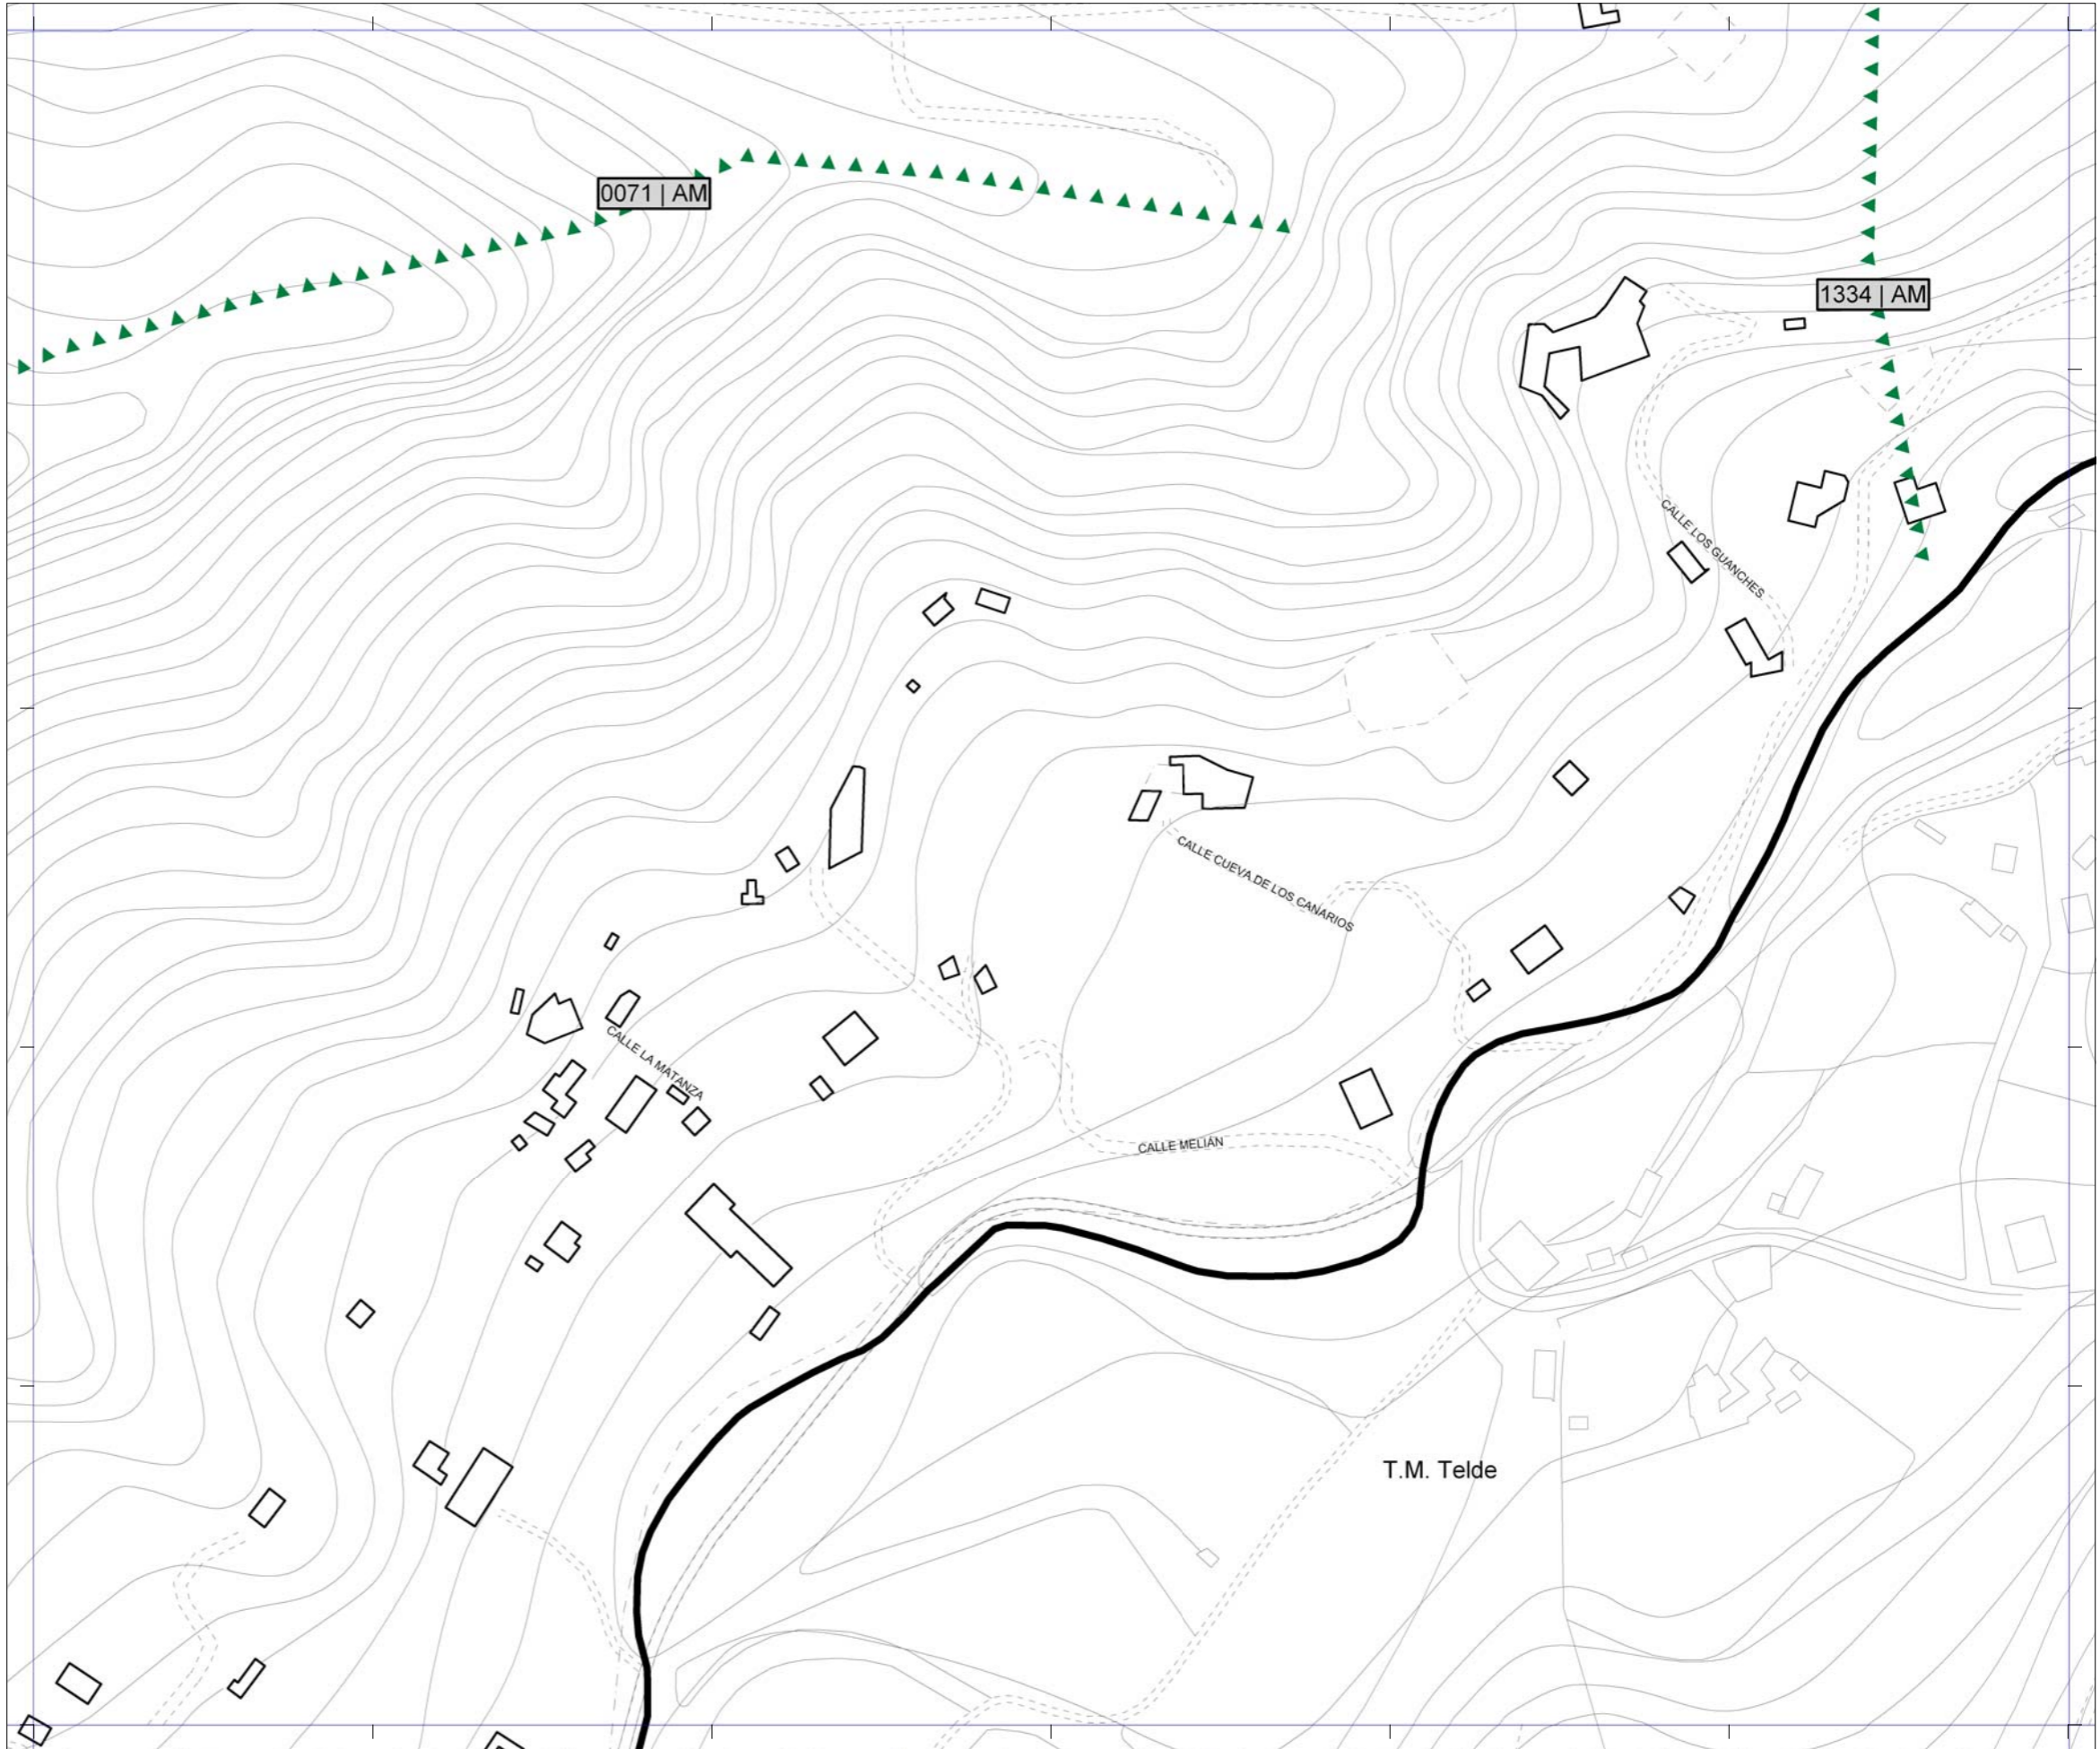 0071 | AM
1334 | AM
CALLE LOS GUANCHES
CALLE CUEVA DE LOS CANARIOS
CALLE LA MATANZA
CALLE MELIÁN
T.M. Telde